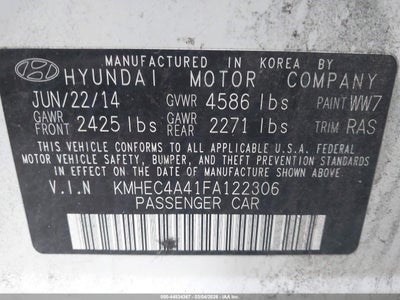 MANUFACTURED IN KOREA BY
HYUNDAI MOTOR COMPANY
JUN/22/14 GVWR 4586 lbs PAINT WW7
GAWR FRONT 2425 lbs GAWR REAR 2271 lbs TRIM RAS
THIS VEHICLE CONFORMS TO ALL APPLICABLE U.S.A. FEDERAL
MOTOR VEHICLE SAFETY, BUMPER, AND THEFT PREVENTION
STANDARDS IN EFFECT ON THE DATE OF MANUFACTURE SHOWN ABOVE.
V.I.N KMHEC4A41FA122306
PASSENGER CAR